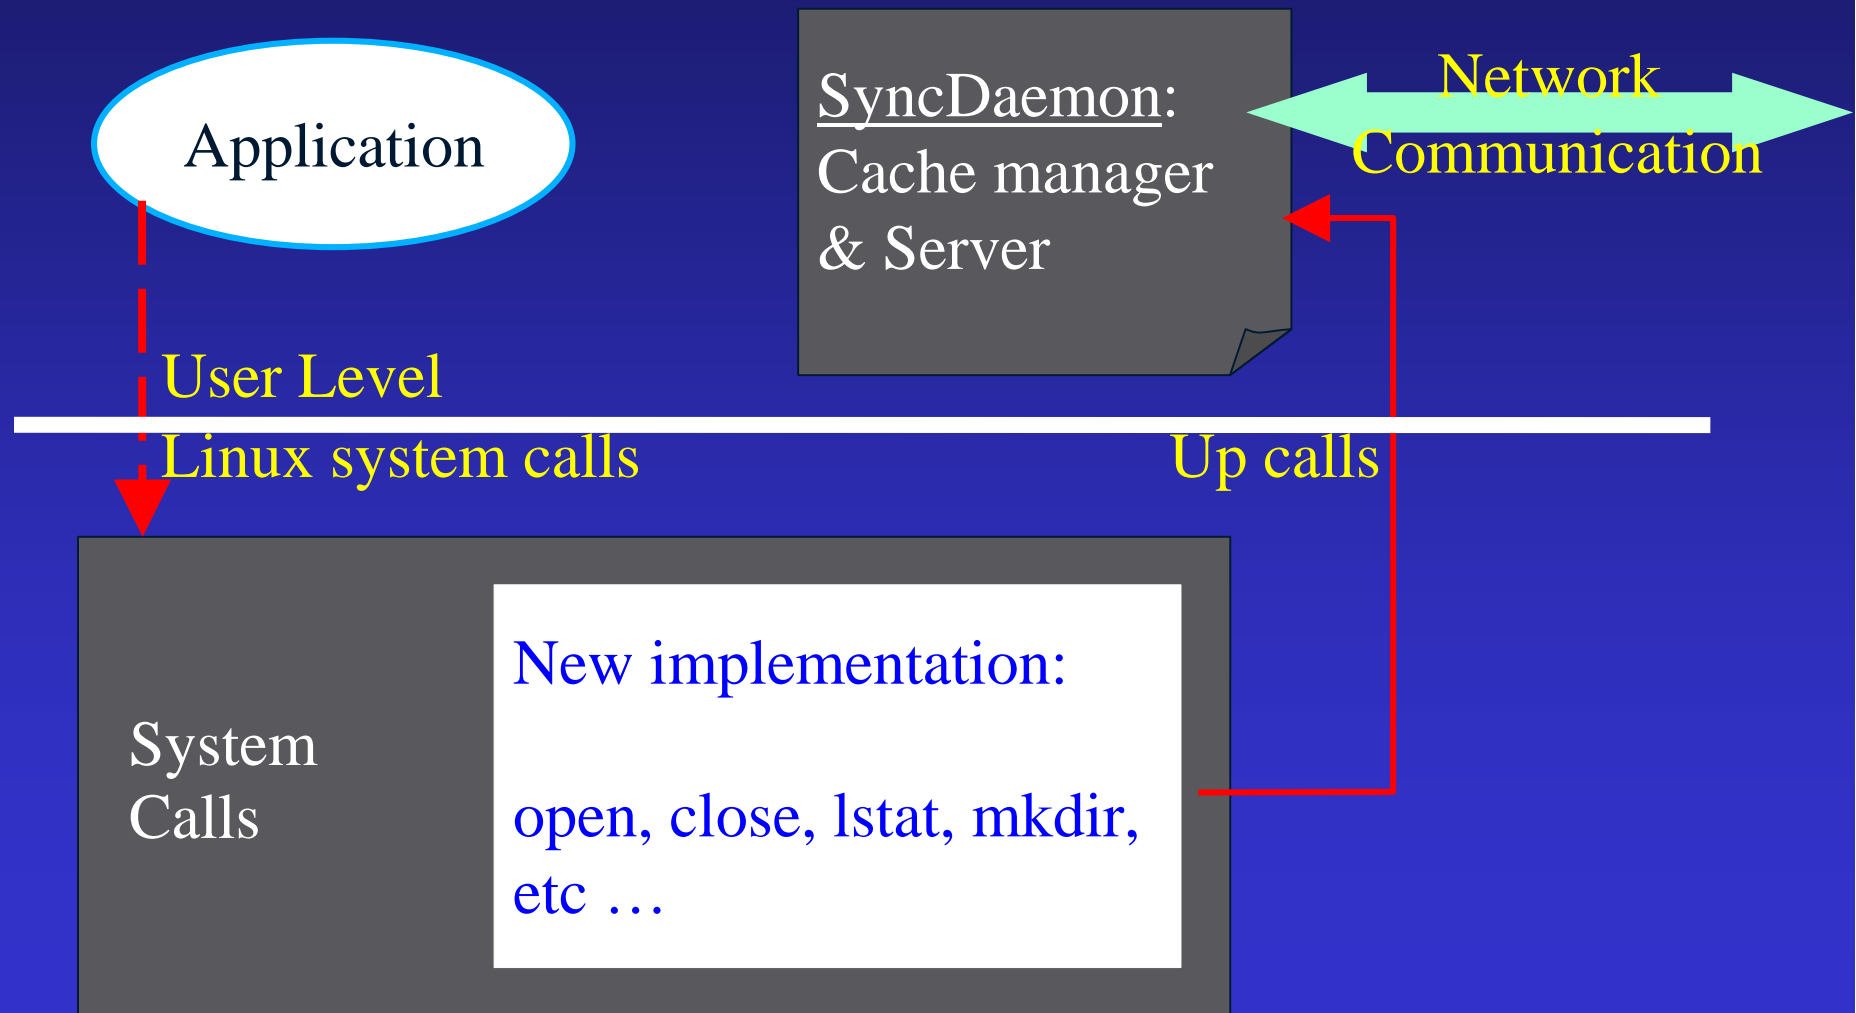 Application
SyncDaemon:
Cache manager
& Server
Network
Communication
User Level
Linux system calls
Up calls
System
Calls
New implementation:
open, close, lstat, mkdir,
etc …